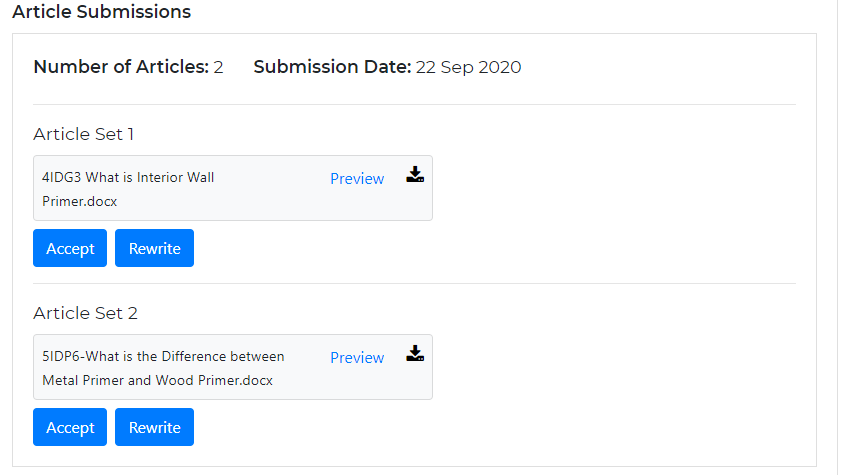 Article Submissions
Number of Articles: 2 Submission Date: 22 Sep 2020
Article Set 1
4IDG3 What is Interior Wall
Primer.docx
Preview
Accept Rewrite
Article Set 2
5IDP6-What is the Difference between
Metal Primer and Wood Primer.docx
Preview
Accept Rewrite